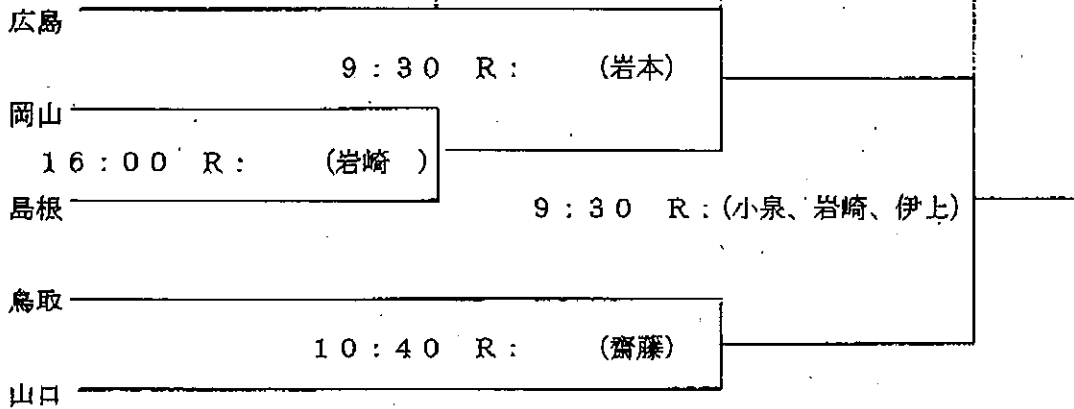 広島
9:30 R: (岩本)
岡山
16:00 R: (岩崎 )
島根
9:30 R:(小泉、岩崎、伊上)
鳥取
10:40 R: (齋藤)
山口